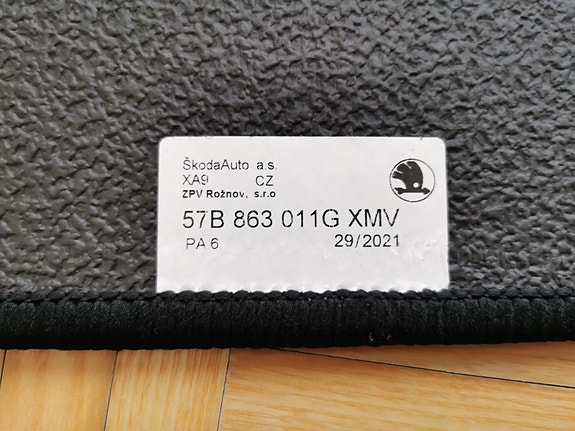 ŠkodaAuto a.s
XA9 CZ
ZPV Rožnov, s.r.o
57B 863 011G XMV
PA 6 29/2021